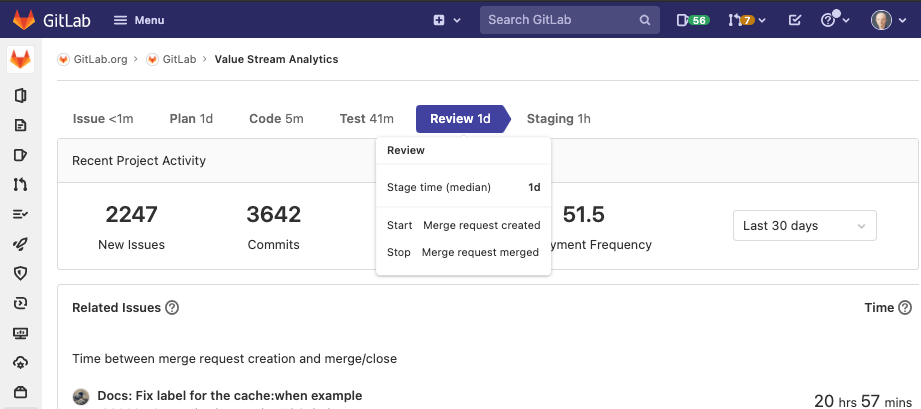 GitLab Menu Search GitLab 56 7
GitLab.org > GitLab > Value Stream Analytics
Issue <1m Plan 1d Code 5m Test 41m Review 1d Staging 1h
Recent Project Activity
Review
Stage time (median) 1d
Start Merge request created
Stop Merge request merged
2247
New Issues
3642
Commits
51.5
yment Frequency
Last 30 days
Related Issues ? Time ?
Time between merge request creation and merge/close
Docs: Fix label for the cache:when example
20 hrs 57 mins